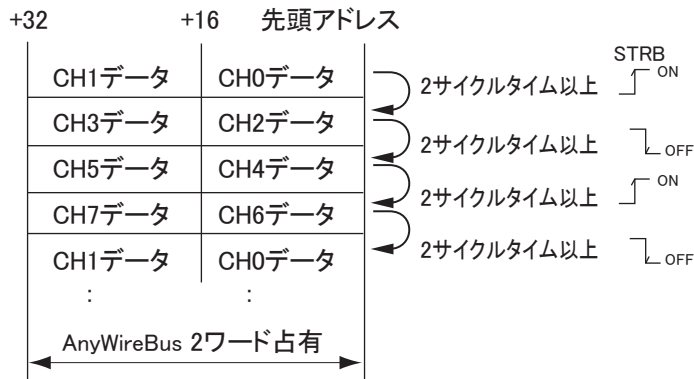 +32 +16 先頭アドレス
STRB
CH1データ CH0データ 2サイクルタイム以上 ON
CH3データ CH2データ 2サイクルタイム以上 OFF
CH5データ CH4データ 2サイクルタイム以上 ON
CH7データ CH6データ 2サイクルタイム以上 OFF
CH1データ CH0データ
: :
AnyWireBus 2ワード占有